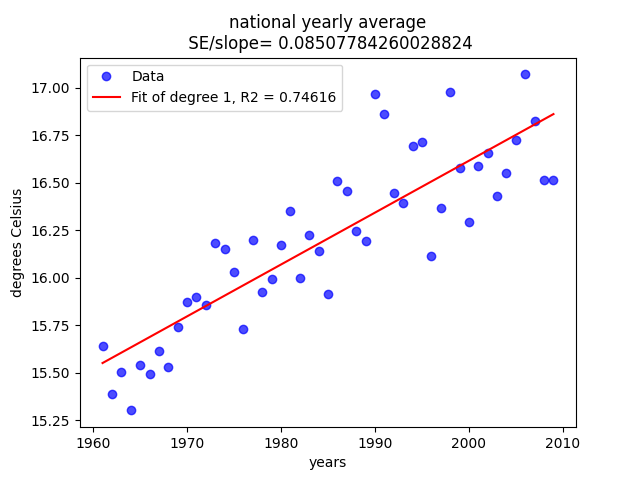 national yearly average
SE/slope= 0.08507784260028824
Data
Fit of degree 1, R2 = 0.74616
degrees Celsius
17.00
16.75
16.50
16.25
16.00
15.75
15.50
15.25
1960 1970 1980 1990 2000 2010
years